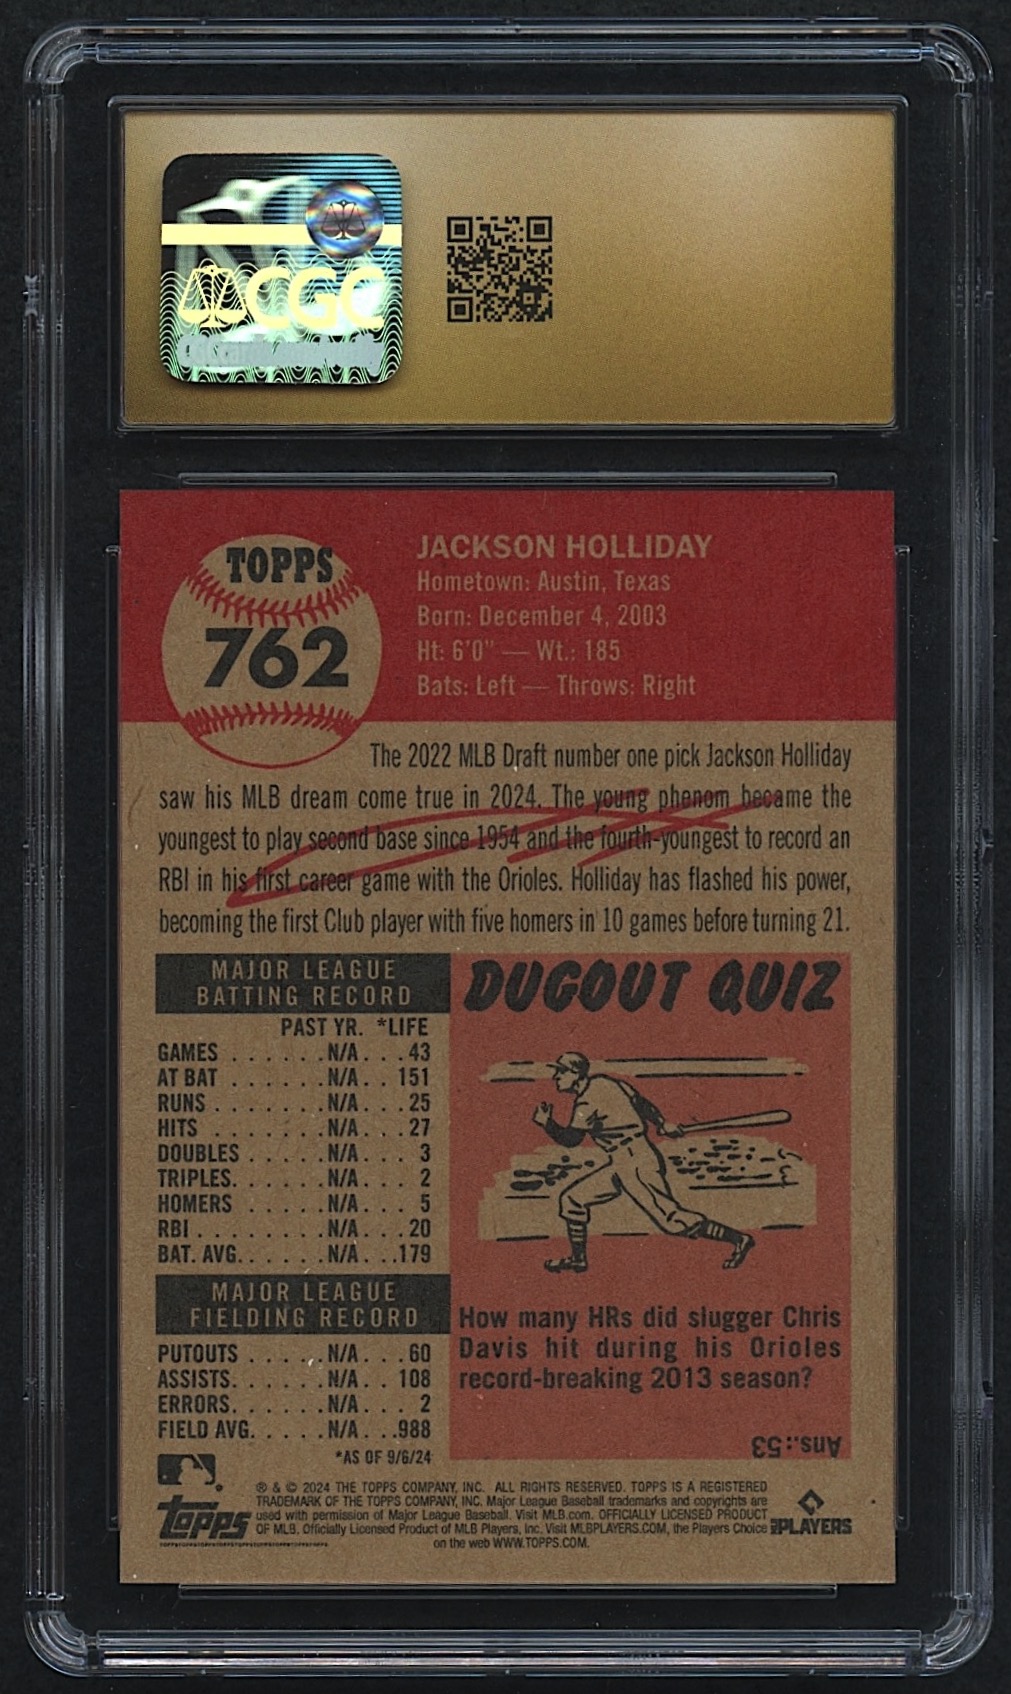 CGC
TOPPS
762
JACKSON HOLLIDAY
Hometown: Austin, Texas
Born: December 4, 2003
Ht: 6'0" — Wt.: 185
Bats: Left — Throws: Right
The 2022 MLB Draft number one pick Jackson Holliday
saw his MLB dream come true in 2024. The young phenom became the
youngest to play second base since 1954 and the fourth-youngest to record an
RBI in his first career game with the Orioles. Holliday has flashed his power,
becoming the first Club player with five homers in 10 games before turning 21.
MAJOR LEAGUE
BATTING RECORD
PAST YR. *LIFE
GAMES . . . . . . N/A . . . 43
AT BAT . . . . . . . N/A . . 151
RUNS . . . . . . . . N/A . . . 25
HITS . . . . . . . . N/A . . . 27
DOUBLES . . . . . N/A . . . . 3
TRIPLES. . . . . . N/A . . . . 2
HOMERS . . . . . N/A . . . . 5
RBI . . . . . . . . . N/A . . . 20
BAT. AVG. . . . . . N/A . . .179
MAJOR LEAGUE
FIELDING RECORD
PUTOUTS . . . . . N/A . . . 60
ASSISTS. . . . . . N/A . . 108
ERRORS. . . . . . N/A . . . . 2
FIELD AVG. . . . . N/A . . .988
*AS OF 9/6/24
DUGOUT QUIZ
How many HRs did slugger Chris
Davis hit during his Orioles
record-breaking 2013 season?
Ans.: 53
Topps
® & © 2024 THE TOPPS COMPANY, INC. ALL RIGHTS RESERVED. TOPPS IS A REGISTERED
TRADEMARK OF THE TOPPS COMPANY, INC. Major League Baseball trademarks and copyrights are
used with permission of Major League Baseball. Visit MLB.com. OFFICIALLY LICENSED PRODUCT
OF MLB. Officially Licensed Product of MLB Players, Inc. Visit MLBPLAYERS.COM, the Players Choice
on the web WWW.TOPPS.COM.
MLB PLAYERS